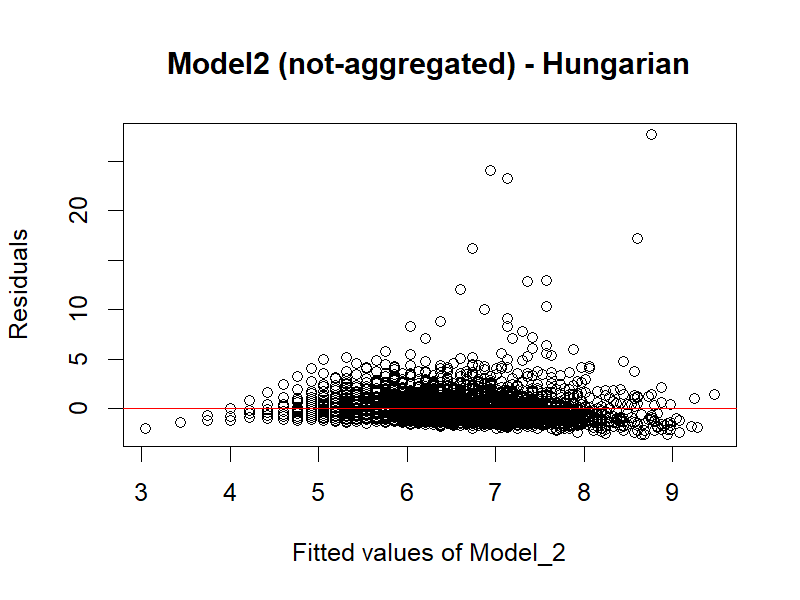 Model2 (not-aggregated) - Hungarian
Residuals
20
10
5
0
3 4 5 6 7 8 9
Fitted values of Model_2